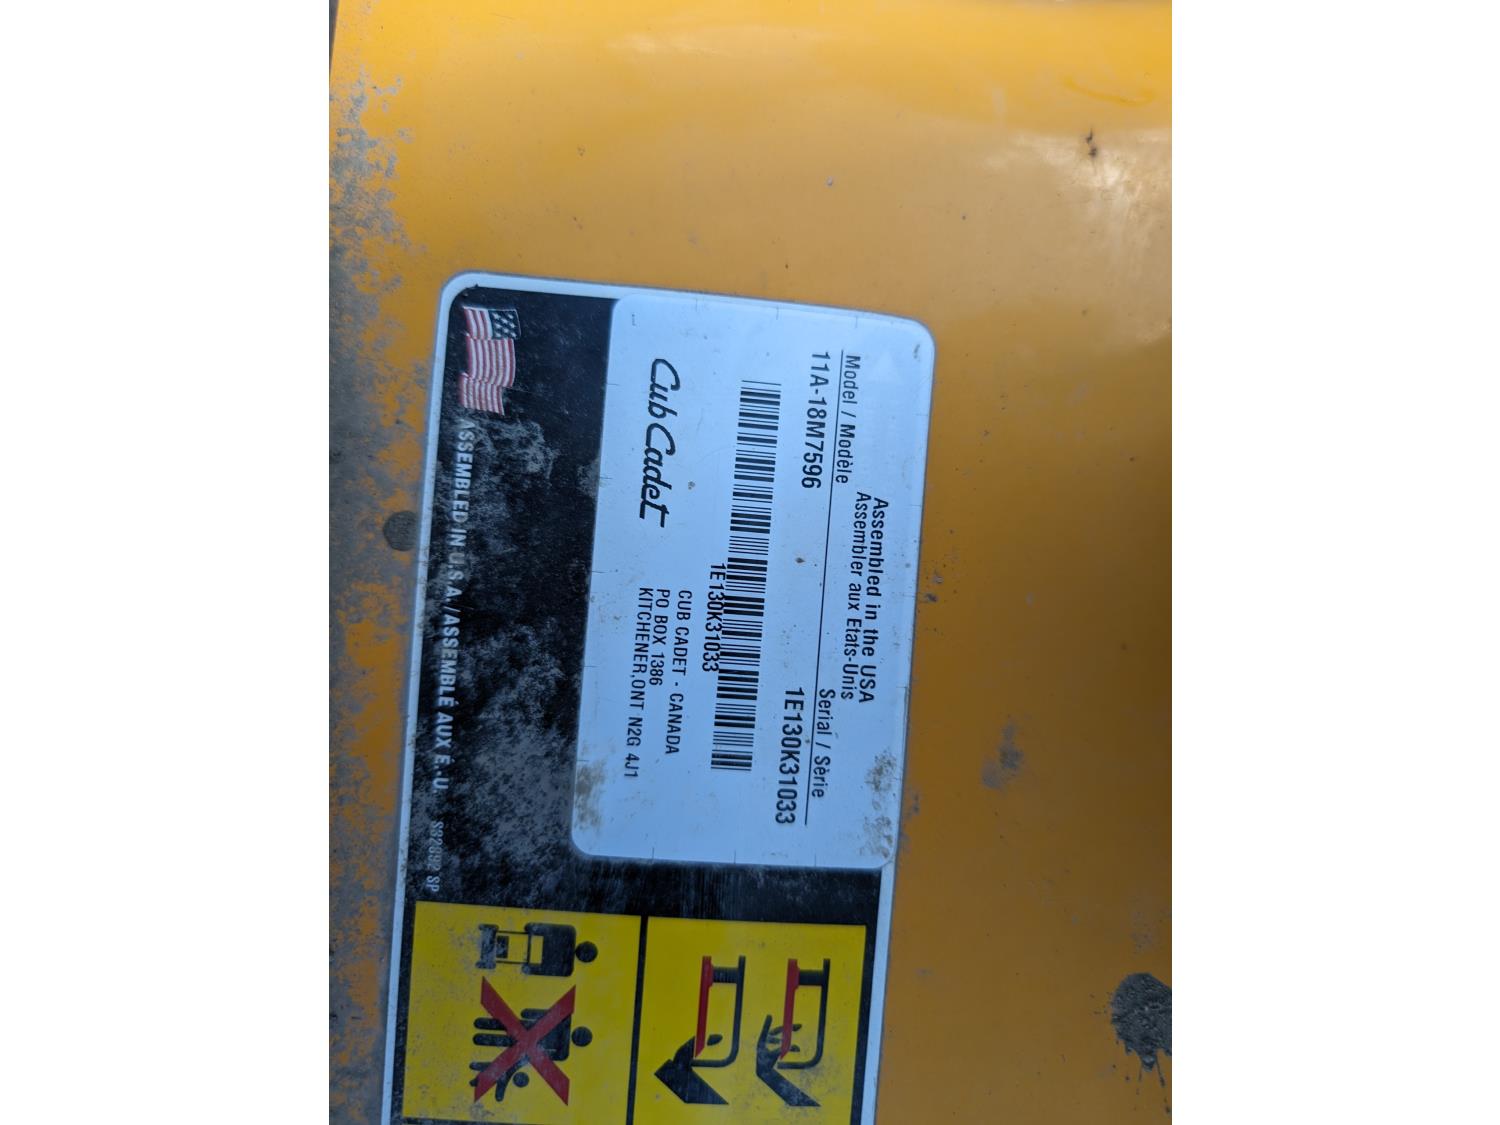 Assembled in the USA
Assembler aux Etats-Unis
Model / Modèle
Serial / Série
11A-18M7596
1E130K31033
1E130K31033
Cub Cadet
CUB CADET - CANADA
PO BOX 1386
KITCHENER,ONT N2G 4J1
ASSEMBLED IN U.S.A./ASSEMBLÉ AUX É.-U.